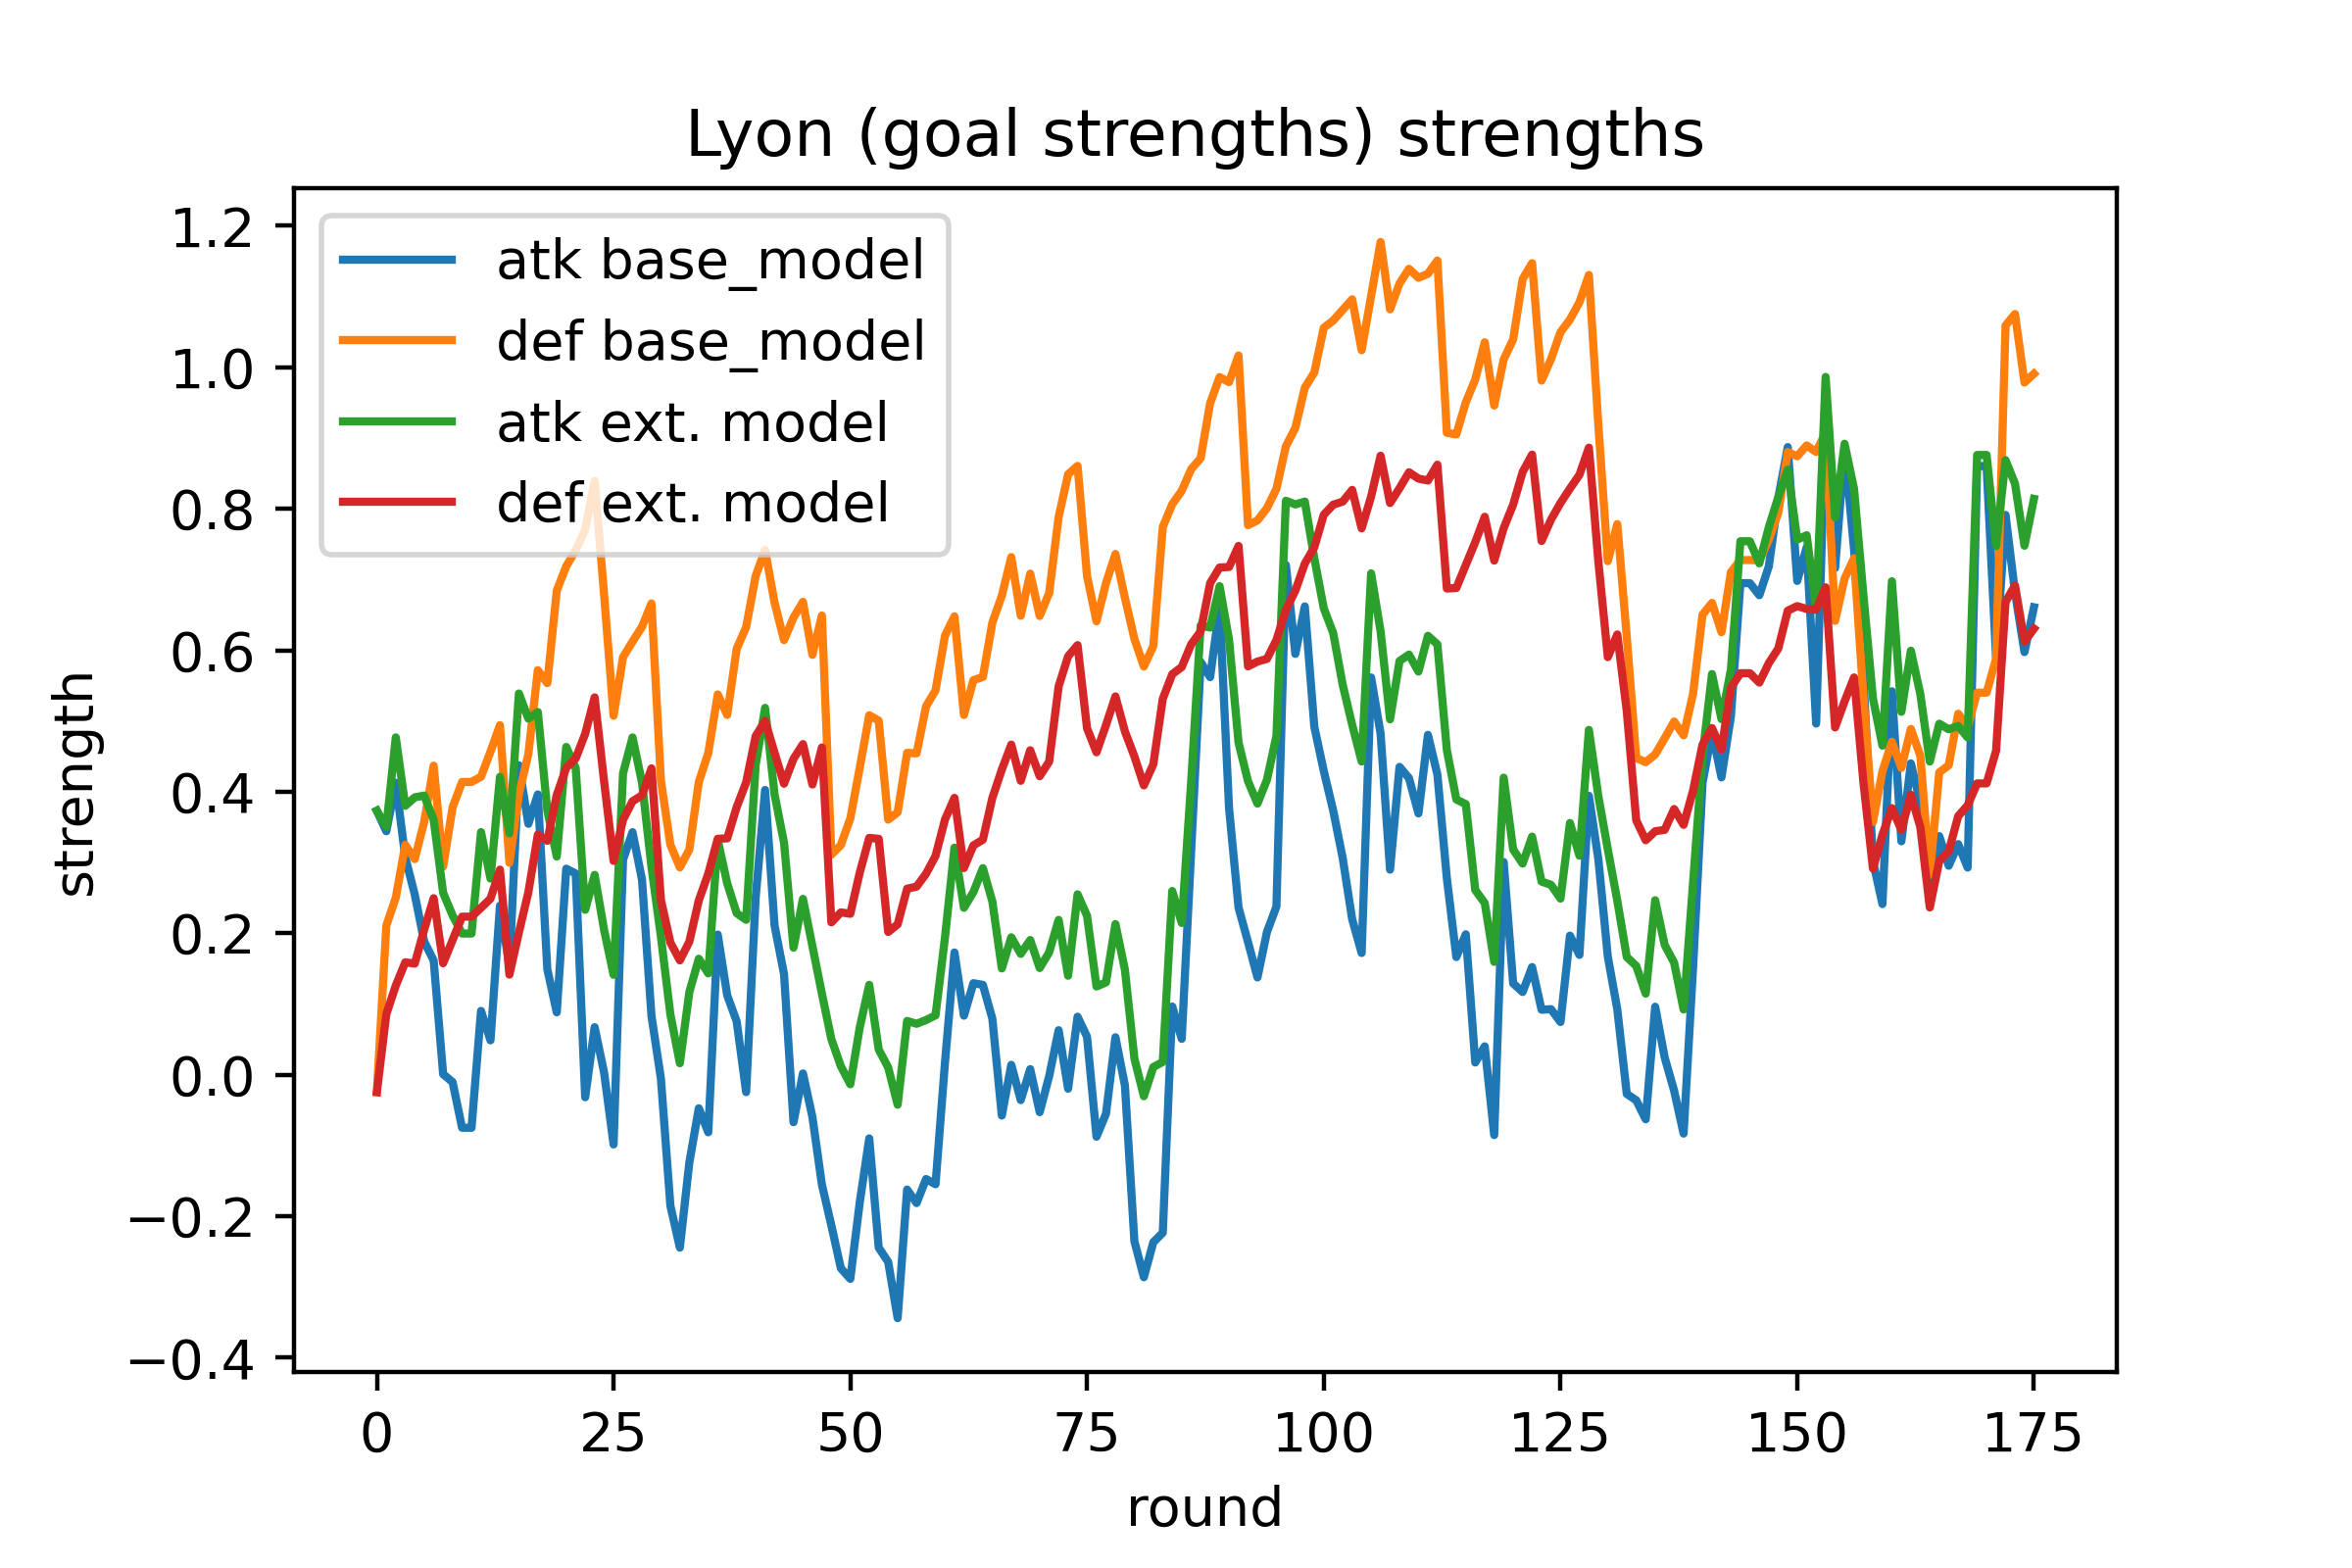 Lyon (goal strengths) strengths
atk base_model
def base_model
atk ext. model
def ext. model
1.2
1.0
0.8
0.6
0.4
0.2
0.0
−0.2
−0.4
strength
0 25 50 75 100 125 150 175
round